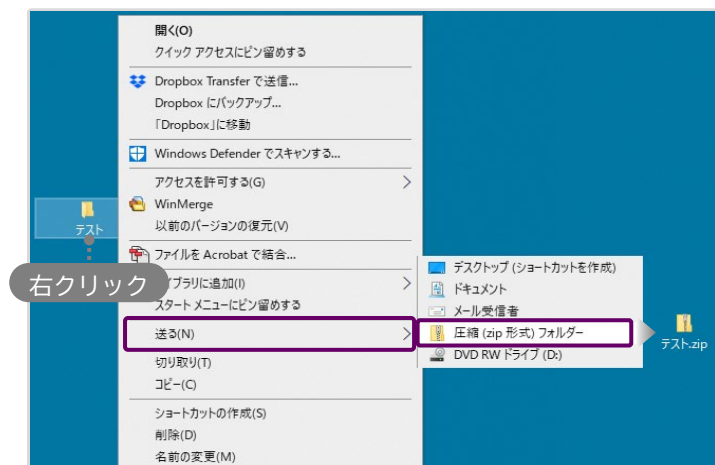 開く(O)
クイック アクセスにピン留めする
Dropbox Transfer で送信...
Dropbox にバックアップ...
「Dropbox」に移動
Windows Defender でスキャンする...
アクセスを許可する(G)
WinMerge
以前のバージョンの復元(V)
テスト
ファイルを Acrobat で結合...
右クリック
イブラリに追加(I)
スタート メニューにピン留めする
送る(N)
切り取り(T)
コピー(C)
ショートカットの作成(S)
削除(D)
名前の変更(M)
デスクトップ (ショートカットを作成)
ドキュメント
メール受信者
圧縮 (zip 形式) フォルダー
DVD RW ドライブ (D:)
テスト.zip